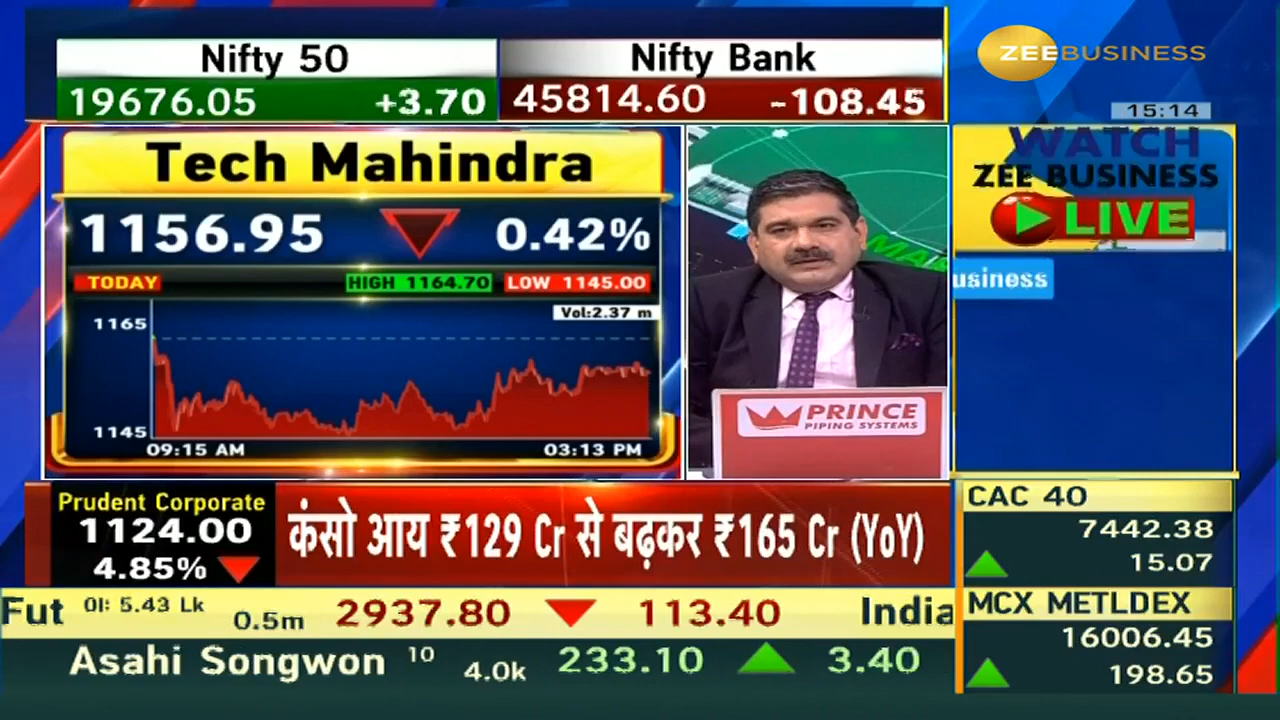 Nifty 50
19676.05 +3.70
Nifty Bank
45814.60 -108.45
ZEEBUSINESS
15:14
WATCH
ZEE BUSINESS
LIVE
usiness
Tech Mahindra
1156.95 0.42%
TODAY HIGH 1164.70 LOW 1145.00
Vol:2.37 m
1165
1145
09:15 AM 03:13 PM
PRINCE
PIPING SYSTEMS
Prudent Corporate
1124.00
4.85%
कंसो आय ₹129 Cr से बढ़कर ₹165 Cr (YoY)
CAC 40
7442.38
15.07
MCX METLDEX
16006.45
198.65
Fut OI: 5.43 Lk 0.5m 2937.80 113.40 India
Asahi Songwon 10 4.0k 233.10 3.40